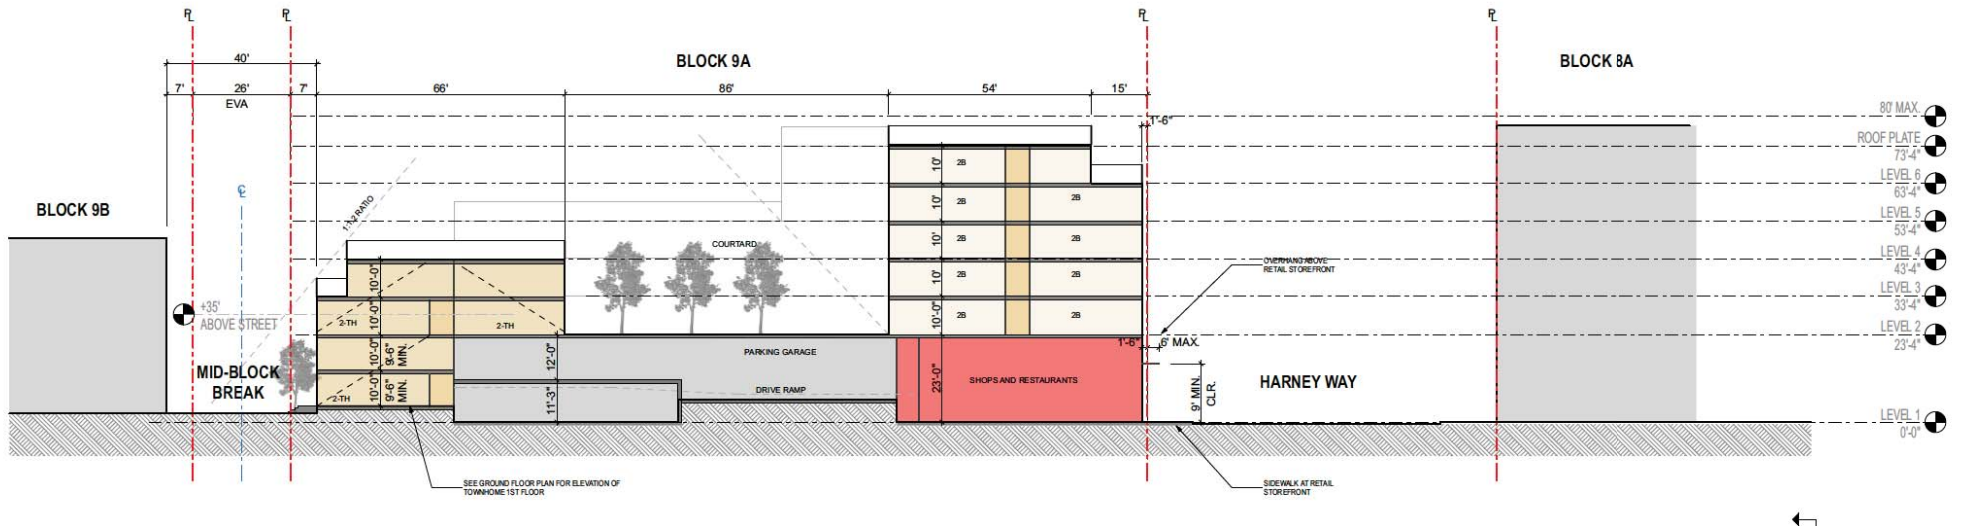 PL
PL
PL
PL
BLOCK 9A
BLOCK 8A
40'
7'
26'
7'
66'
86'
54'
15'
EVA
80' MAX.
1'-6"
ROOF PLATE
73'-4"
10'
2B
LEVEL 6
63'-4"
CL
10'
2B
2B
1:1.2 RATIO
BLOCK 9B
LEVEL 5
53'-4"
COURTARD
10'
2B
2B
LEVEL 4
43'-4"
OVERHANG ABOVE
RETAIL STOREFRONT
10'-0"
10'
2B
2B
LEVEL 3
33'-4"
+35'
ABOVE STREET
2-TH
10'-0"
2-TH
10'-0"
2B
2B
LEVEL 2
23'-4"
1'-6"
6' MAX.
10'-0"
9'-6"
MIN.
12'-0"
PARKING GARAGE
MID-BLOCK
BREAK
2-TH
10'-0"
9'-6"
MIN.
11'-3"
DRIVE RAMP
23'-0"
SHOPS AND RESTAURANTS
9' MIN.
CLR.
HARNEY WAY
LEVEL 1
0'-0"
SEE GROUND FLOOR PLAN FOR ELEVATION OF
TOWNHOME 1ST FLOOR
SIDEWALK AT RETAIL
STOREFRONT